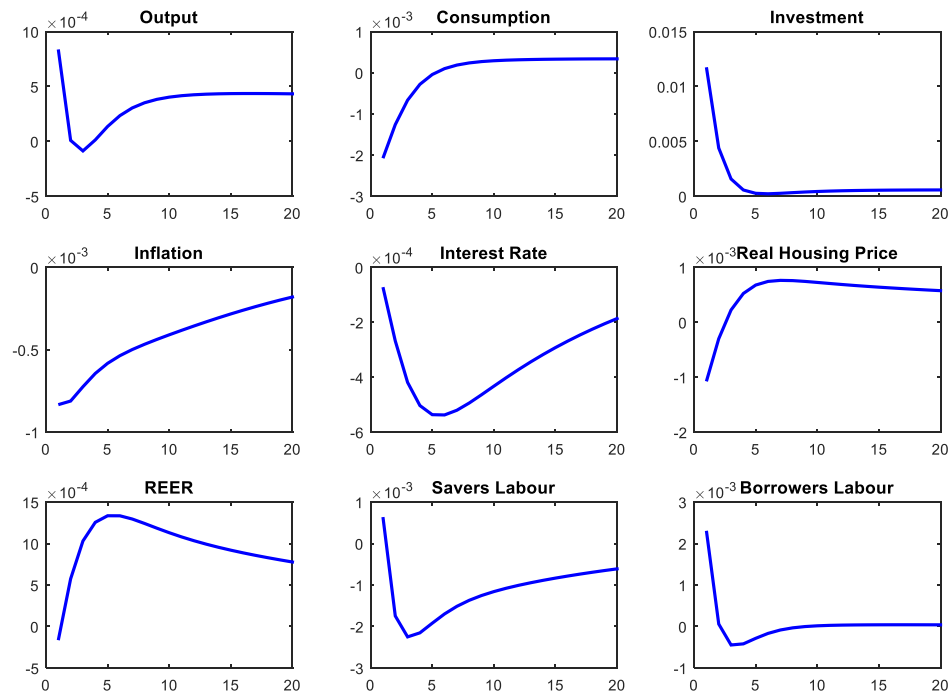 Output
×10-4
10
5
0
-5
0 5 10 15 20
Consumption
×10-3
1
0
-1
-2
-3
0 5 10 15 20
Investment
0.015
0.01
0.005
0
0 5 10 15 20
Inflation
×10-3
0
-0.5
-1
0 5 10 15 20
Interest Rate
×10-4
0
-2
-4
-6
0 5 10 15 20
Real Housing Price
×10-3
1
0
-1
-2
0 5 10 15 20
REER
×10-4
15
10
5
0
-5
0 5 10 15 20
Savers Labour
×10-3
1
0
-1
-2
-3
0 5 10 15 20
Borrowers Labour
×10-3
3
2
1
0
-1
0 5 10 15 20